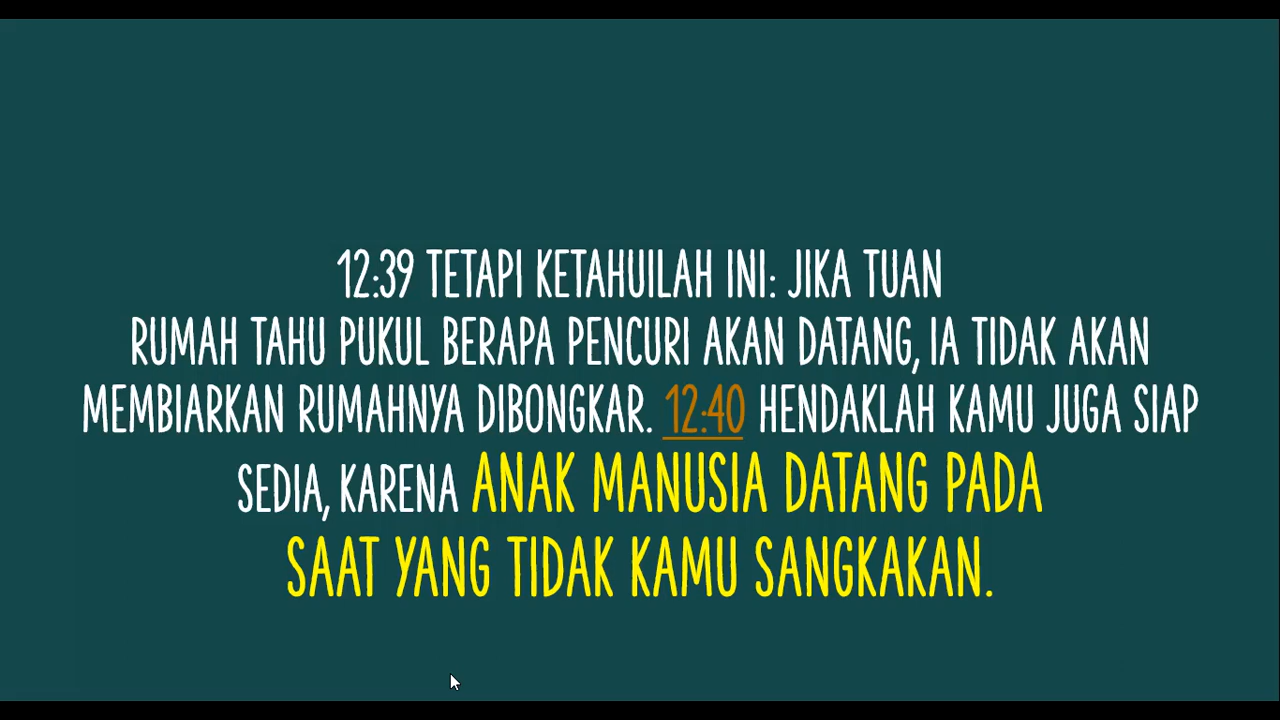 12:39 TETAPI KETAHUILAH INI: JIKA TUAN
RUMAH TAHU PUKUL BERAPA PENCURI AKAN DATANG, IA TIDAK AKAN
MEMBIARKAN RUMAHNYA DIBONGKAR. 12:40 HENDAKLAH KAMU JUGA SIAP
SEDIA, KARENA ANAK MANUSIA DATANG PADA
SAAT YANG TIDAK KAMU SANGKAKAN.